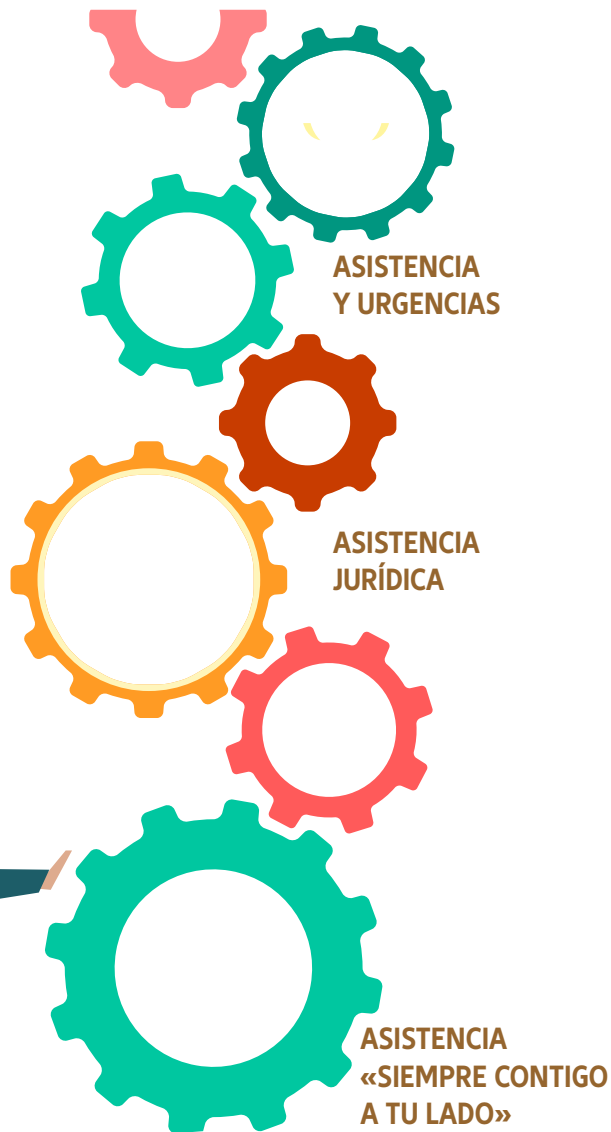 ASISTENCIA
Y URGENCIAS
ASISTENCIA
JURÍDICA
ASISTENCIA
«SIEMPRE CONTIGO
A TU LADO»